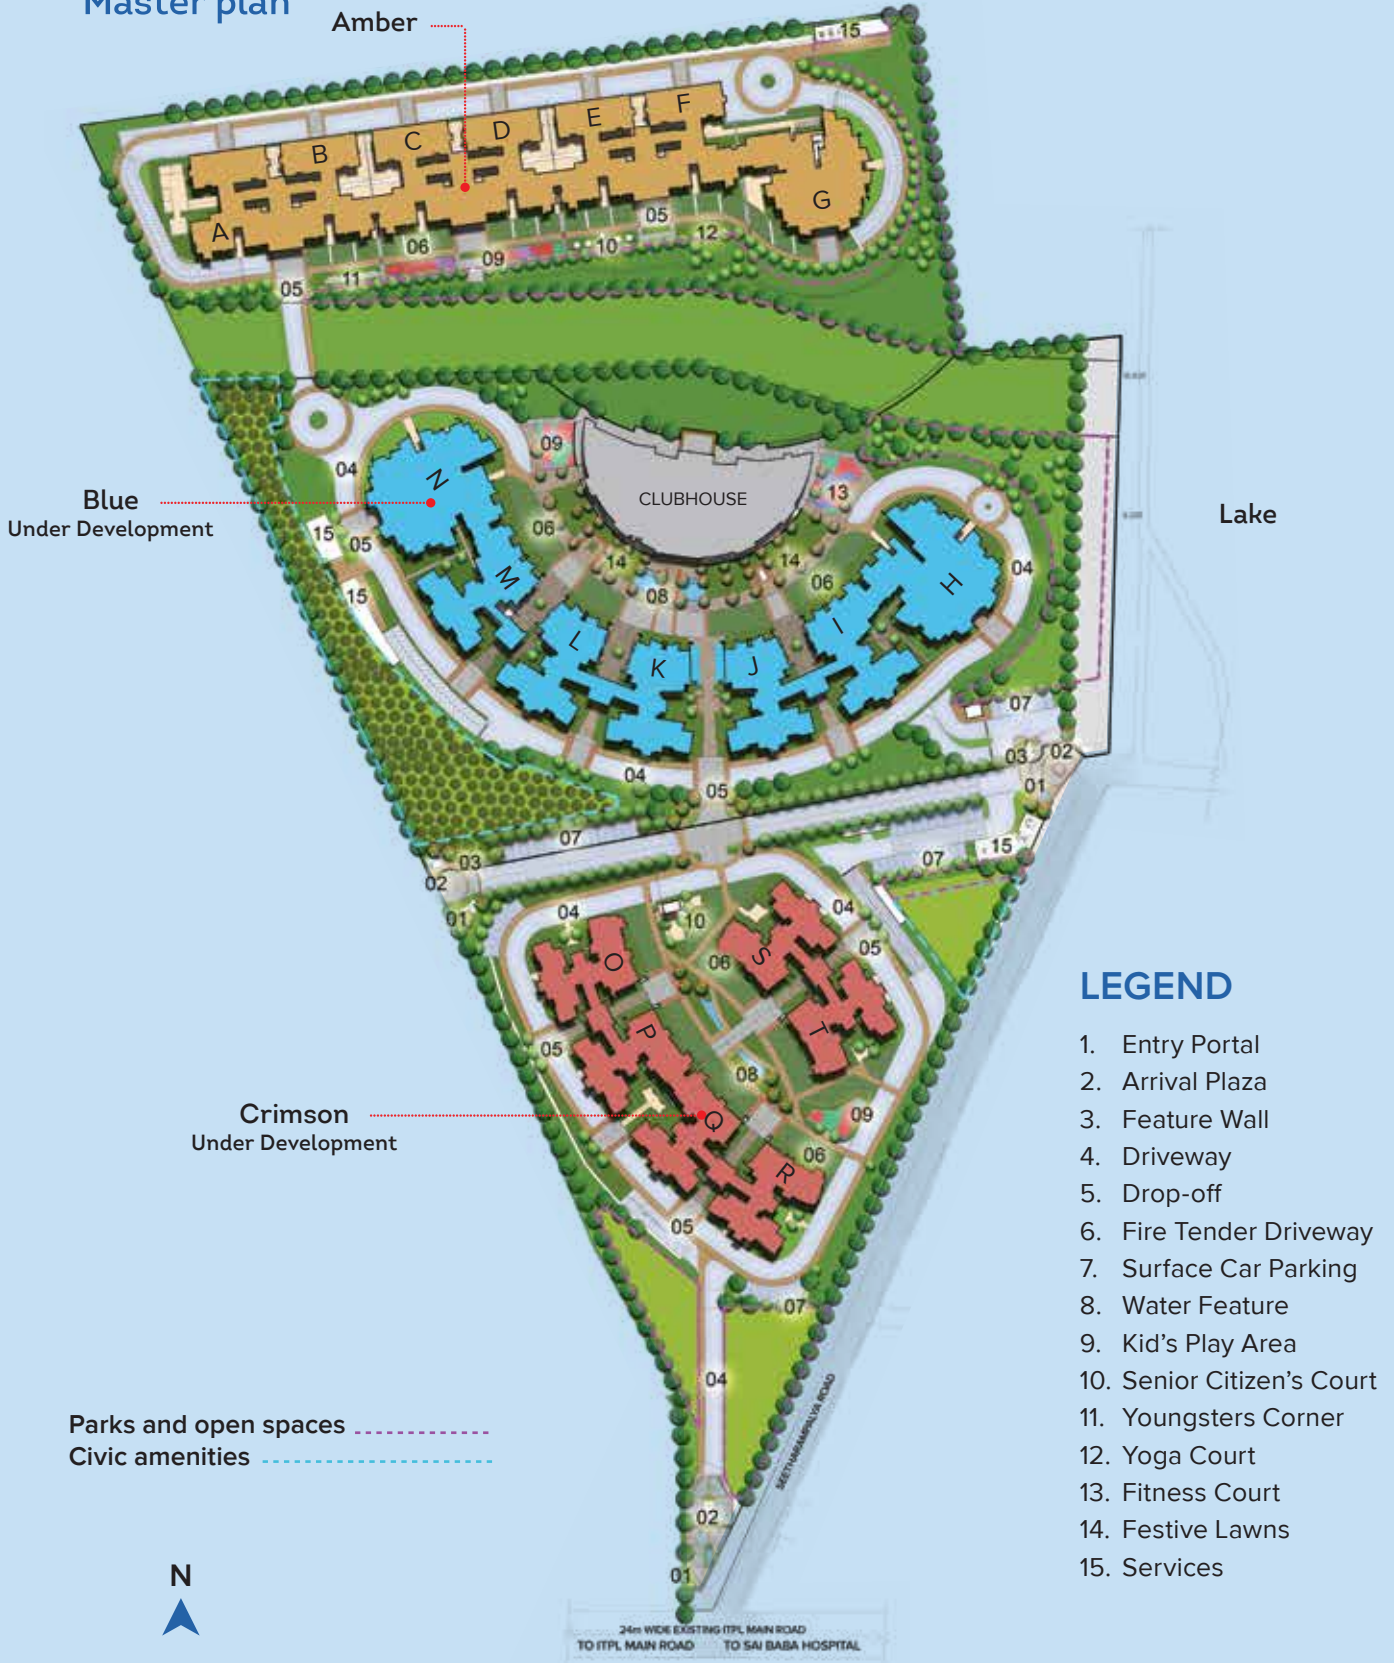 Master plan
Amber
15
F
E
D
C
B
G
A
05
06
12
10
09
11
05
09
CLUBHOUSE
04
N
13
Blue
Under Development
Lake
15
05
06
14
14
06
04
M
H
15
08
I
L
K
J
07
03
02
04
05
01
07
15
03
07
02
01
04
10
04
05
O
S
06
P
T
05
08
09
Crimson
Under Development
Q
06
R
05
07
04
02
01
SEETHARAMPALYA ROAD
LEGEND
1. Entry Portal
2. Arrival Plaza
3. Feature Wall
4. Driveway
5. Drop-off
6. Fire Tender Driveway
7. Surface Car Parking
8. Water Feature
9. Kid's Play Area
10. Senior Citizen's Court
11. Youngsters Corner
12. Yoga Court
13. Fitness Court
14. Festive Lawns
15. Services
Parks and open spaces
Civic amenities
N
24m WIDE EXISTING ITPL MAIN ROAD
TO ITPL MAIN ROAD TO SAI BABA HOSPITAL